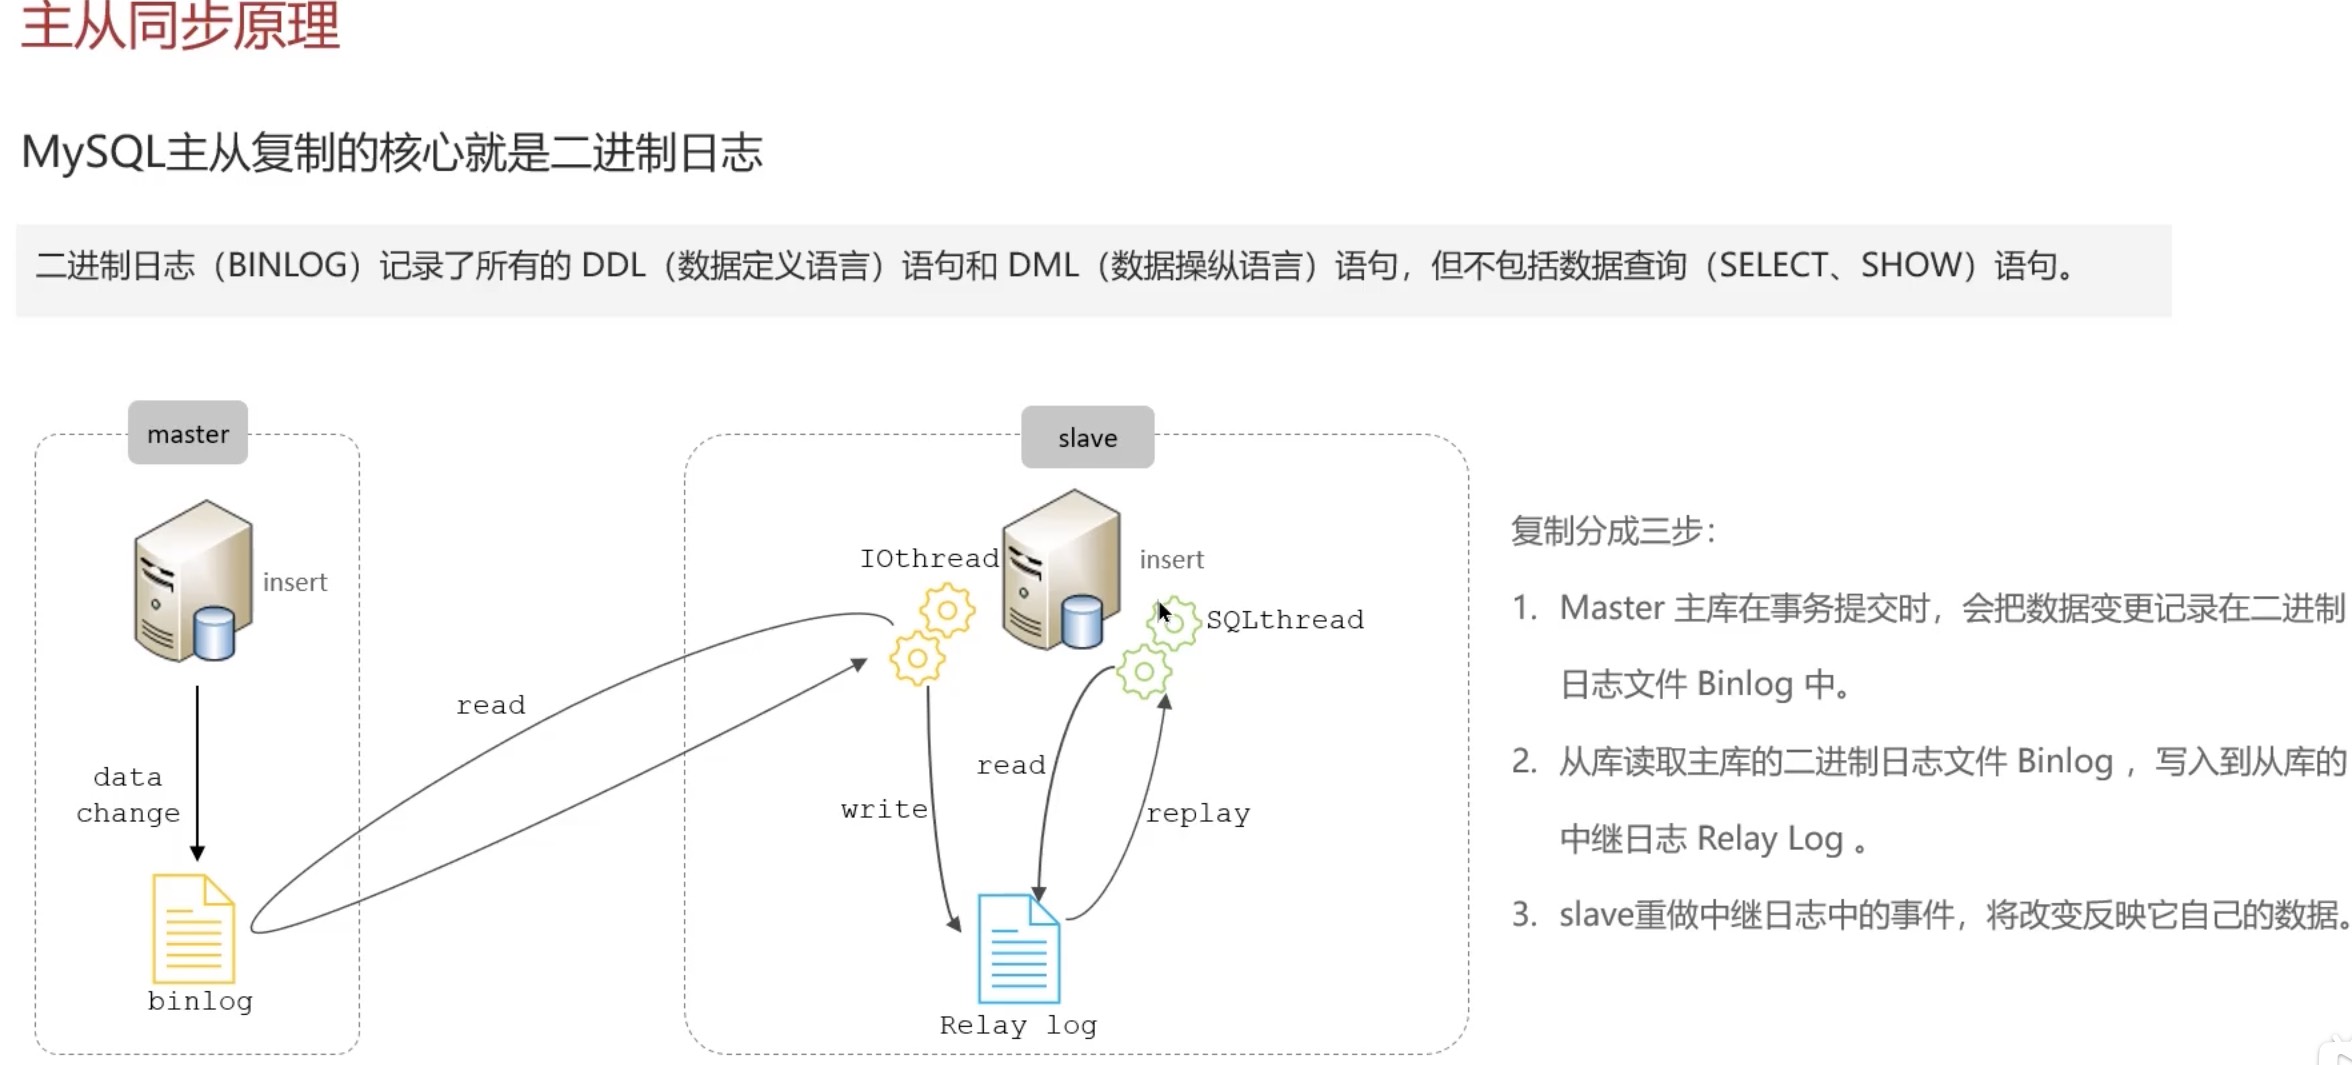 主从同步原理
MySQL主从复制的核心就是二进制日志
二进制日志（BINLOG）记录了所有的 DDL（数据定义语言）语句和 DML（数据操纵语言）语句，但不包括数据查询（SELECT、SHOW）语句。
master
insert
data
change
binlog
read
slave
IOthread
insert
SQLthread
read
write
replay
Relay log
复制分成三步：
1. Master 主库在事务提交时，会把数据变更记录在二进制
日志文件 Binlog 中。
2. 从库读取主库的二进制日志文件 Binlog ，写入到从库的
中继日志 Relay Log 。
3. slave重做中继日志中的事件，将改变反映它自己的数据。